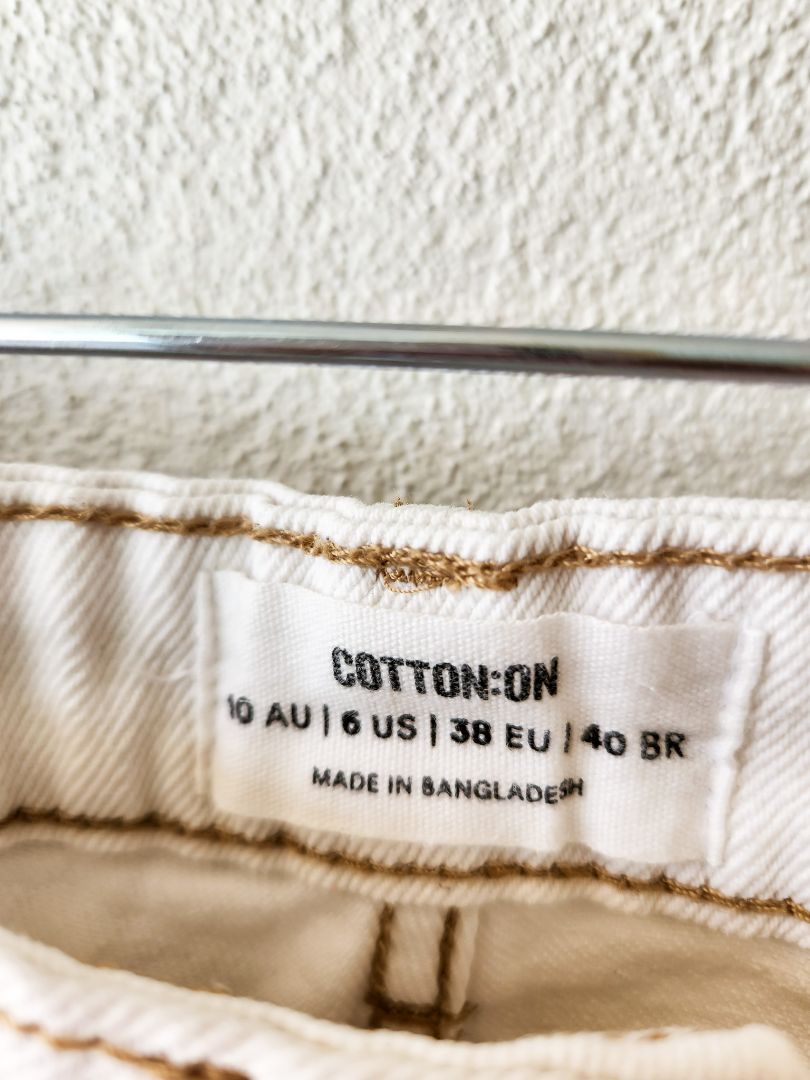 COTTON:ON
10 AU | 6 US | 38 EU | 40 BR
MADE IN BANGLADESH